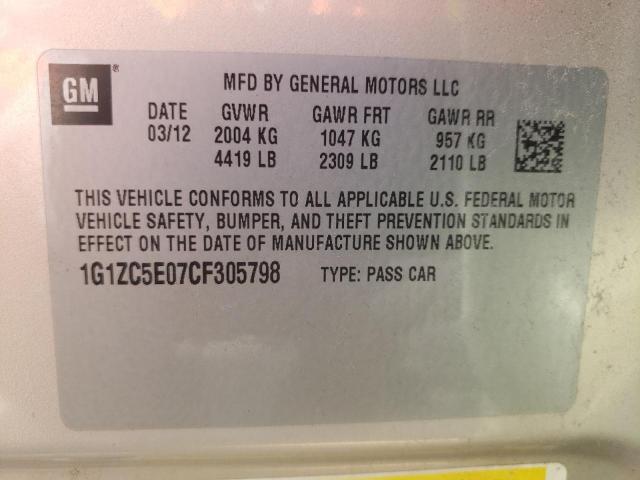 GM ® MFD BY GENERAL MOTORS LLC
DATE GVWR GAWR FRT GAWR RR
03/12 2004 KG 1047 KG 957 KG
4419 LB 2309 LB 2110 LB
THIS VEHICLE CONFORMS TO ALL APPLICABLE U.S. FEDERAL MOTOR
VEHICLE SAFETY, BUMPER, AND THEFT PREVENTION STANDARDS IN
EFFECT ON THE DATE OF MANUFACTURE SHOWN ABOVE.
1G1ZC5E07CF305798 TYPE: PASS CAR